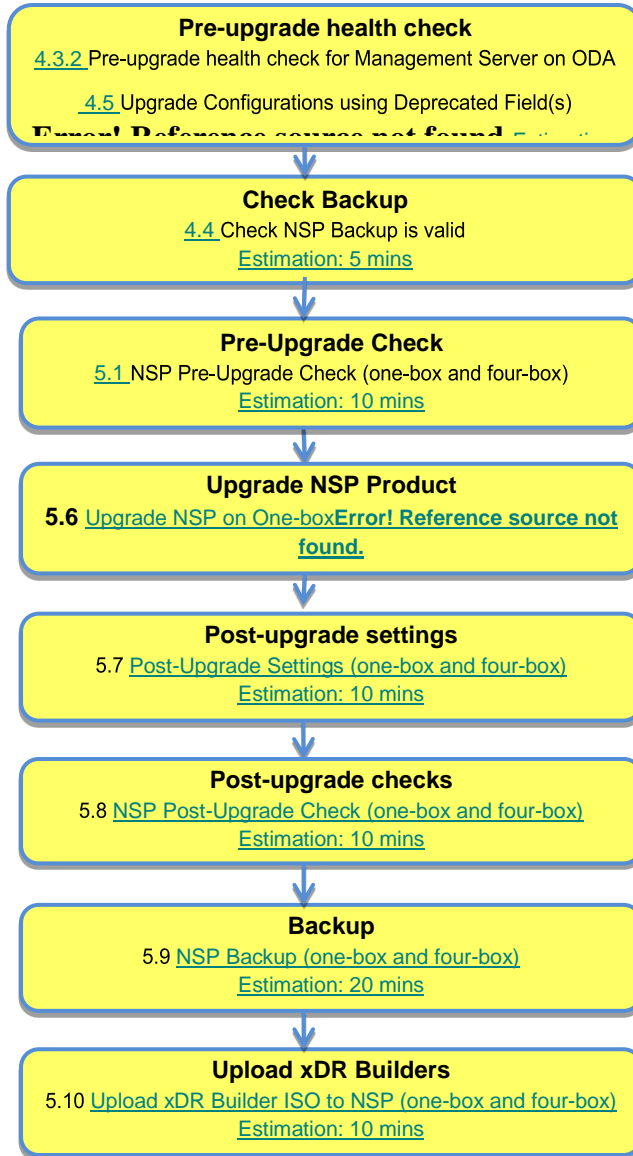 Pre-upgrade health check
4.3.2 Pre-upgrade health check for Management Server on ODA
4.5 Upgrade Configurations using Deprecated Field(s)
Error! Reference source not found
Check Backup
4.4 Check NSP Backup is valid
Estimation: 5 mins
Pre-Upgrade Check
5.1 NSP Pre-Upgrade Check (one-box and four-box)
Estimation: 10 mins
Upgrade NSP Product
5.6 Upgrade NSP on One-boxError! Reference source not
found.
Post-upgrade settings
5.7 Post-Upgrade Settings (one-box and four-box)
Estimation: 10 mins
Post-upgrade checks
5.8 NSP Post-Upgrade Check (one-box and four-box)
Estimation: 10 mins
Backup
5.9 NSP Backup (one-box and four-box)
Estimation: 20 mins
Upload xDR Builders
5.10 Upload xDR Builder ISO to NSP (one-box and four-box)
Estimation: 10 mins